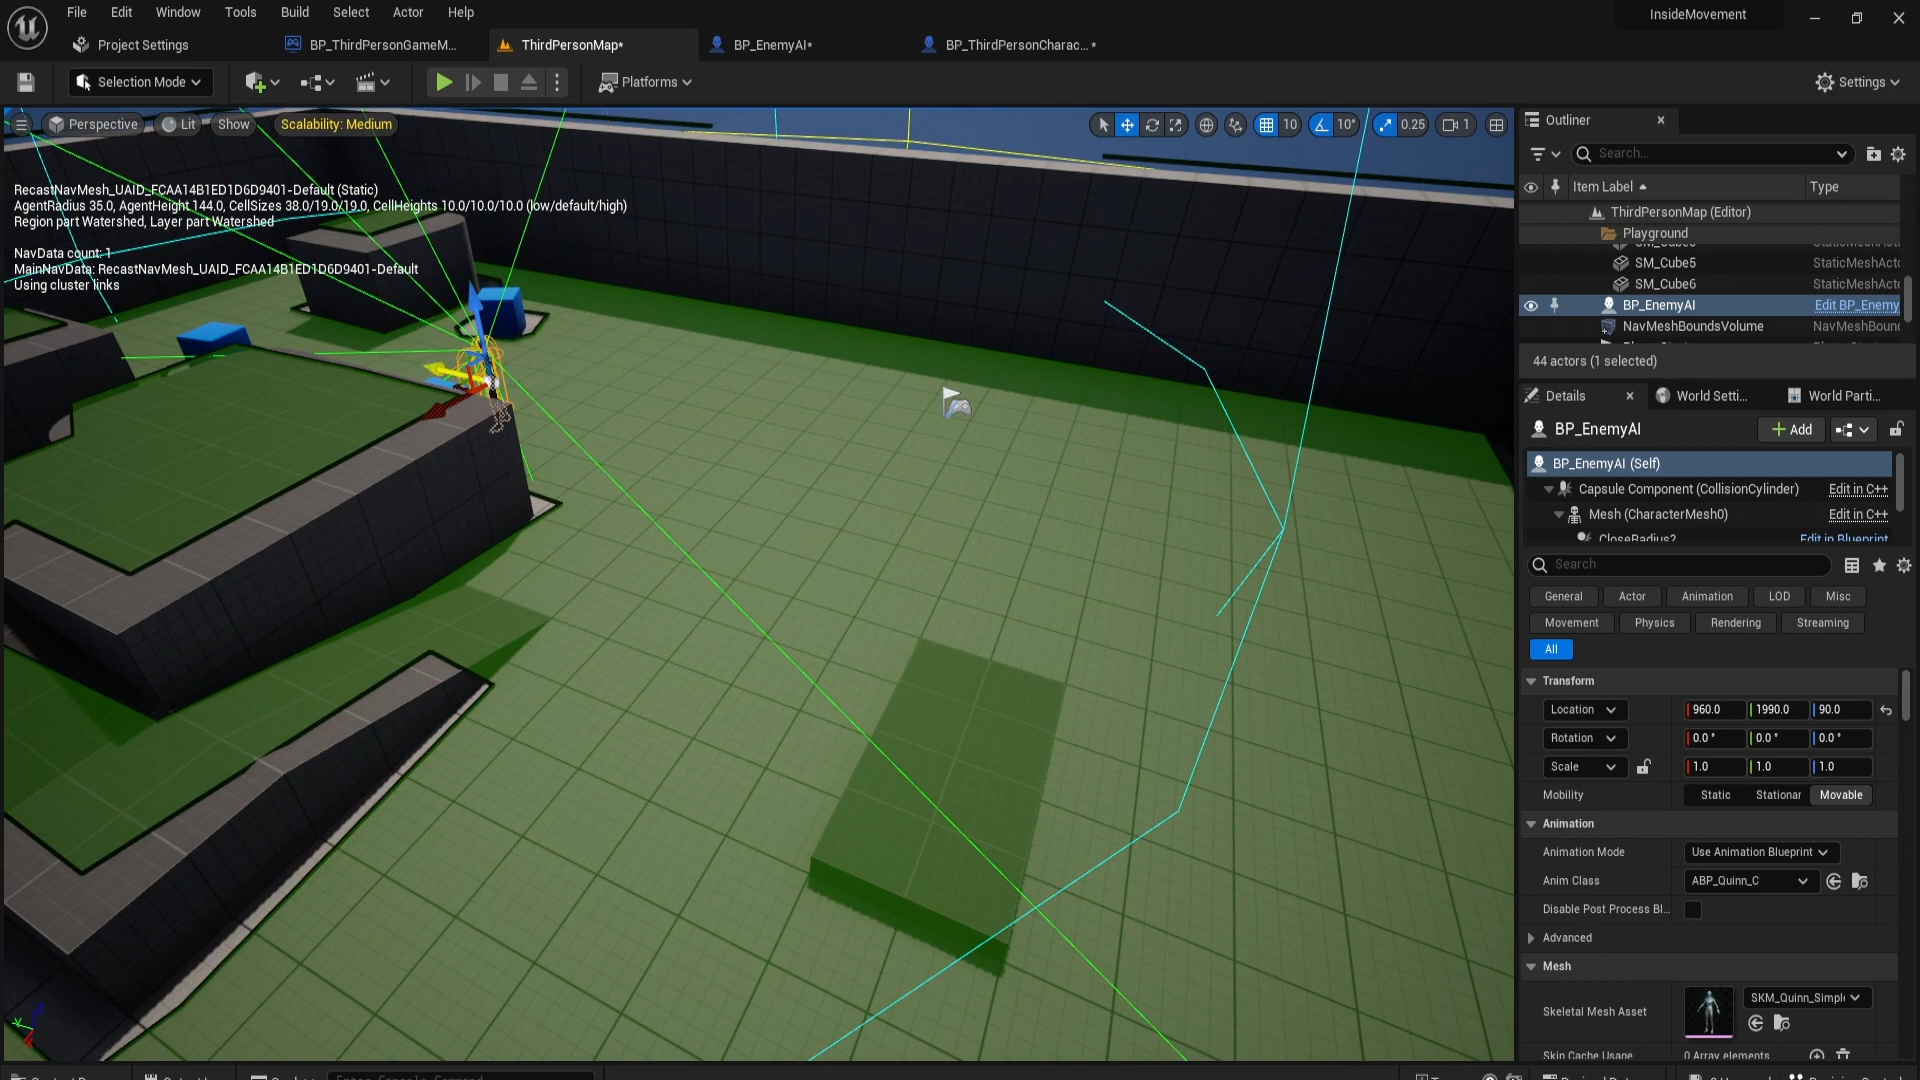 File Edit Window Tools Build Select Actor Help
InsideMovement
Project Settings
BP_ThirdPersonGameM...
ThirdPersonMap*
BP_EnemyAI*
BP_ThirdPersonCharac... *
Selection Mode
Platforms
Settings
Perspective
Lit
Show
Scalability: Medium
10
10°
0.25
1
RecastNavMesh_UAID_FCAA14B1ED1D6D9401-Default (Static)
AgentRadius 35.0, AgentHeight 144.0, CellSizes 38.0/19.0/19.0, CellHeights 10.0/10.0/10.0 (low/default/high)
Region part Watershed, Layer part Watershed
NavData count: 1
MainNavData: RecastNavMesh_UAID_FCAA14B1ED1D6D9401-Default
Using cluster links
Outliner
Search...
Item Label Type
ThirdPersonMap (Editor)
Playground
SM_Cube5 StaticMeshActo
SM_Cube6 StaticMeshActo
BP_EnemyAI Edit BP_Enemy
NavMeshBoundsVolume NavMeshBound
44 actors (1 selected)
Details
World Setti...
World Parti...
BP_EnemyAI
Add
BP_EnemyAI (Self)
Capsule Component (CollisionCylinder) Edit in C++
Mesh (CharacterMesh0) Edit in C++
CloseRadius2 Edit in Blueprint
Search
General Actor Animation LOD Misc
Movement Physics Rendering Streaming
All
Transform
Location 960.0 1990.0 90.0
Rotation 0.0° 0.0° 0.0°
Scale 1.0 1.0 1.0
Mobility Static Stationar Movable
Animation
Animation Mode Use Animation Blueprint
Anim Class ABP_Quinn_C
Disable Post Process Bl...
Advanced
Mesh
Skeletal Mesh Asset SKM_Quinn_Simpl
Skin Cache Usage 0 Array elements
Enter Console Command